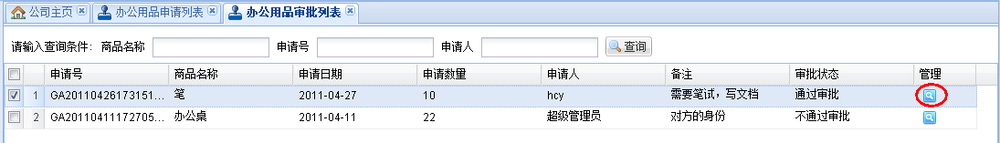 公司主页 办公用品申请列表 办公用品审批列表
请输入查询条件: 商品名称 申请号 申请人 查询
申请号 商品名称 申请日期 申请数量 申请人 备注 审批状态 管理
1 GA20110426173151... 笔 2011-04-27 10 hcy 需要笔试，写文档 通过审批
2 GA20110411172705... 办公桌 2011-04-11 22 超级管理员 对方的身份 不通过审批